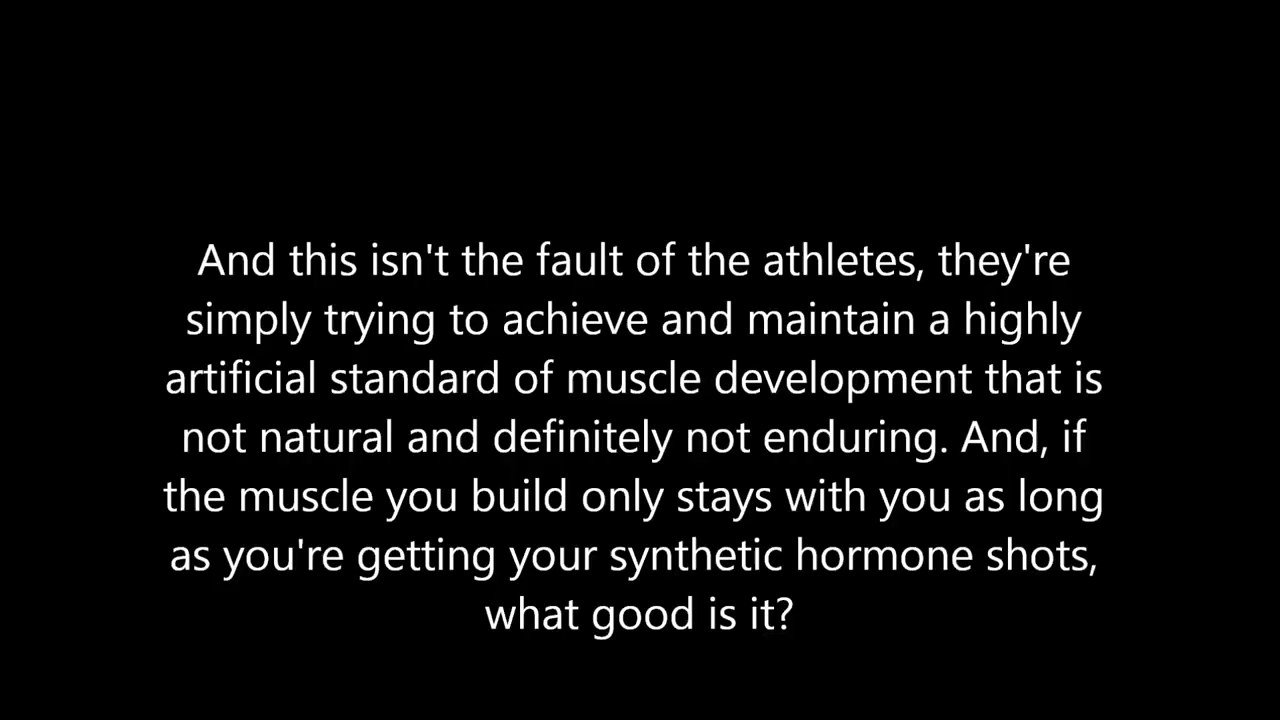 And this isn't the fault of the athletes, they're
simply trying to achieve and maintain a highly
artificial standard of muscle development that is
not natural and definitely not enduring. And, if
the muscle you build only stays with you as long
as you're getting your synthetic hormone shots,
what good is it?